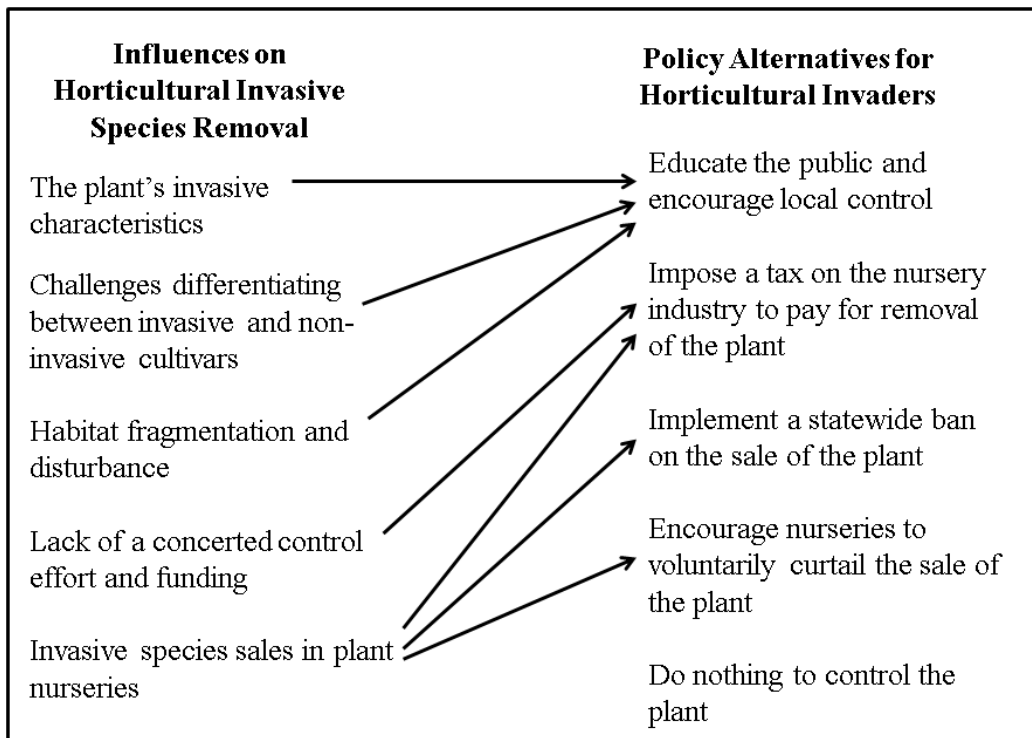 Influences on
Horticultural Invasive
Species Removal
The plant's invasive
characteristics
Challenges differentiating
between invasive and non-
invasive cultivars
Habitat fragmentation and
disturbance
Lack of a concerted control
effort and funding
Invasive species sales in plant
nurseries
Policy Alternatives for
Horticultural Invaders
Educate the public and
encourage local control
Impose a tax on the nursery
industry to pay for removal
of the plant
Implement a statewide ban
on the sale of the plant
Encourage nurseries to
voluntarily curtail the sale of
the plant
Do nothing to control the
plant